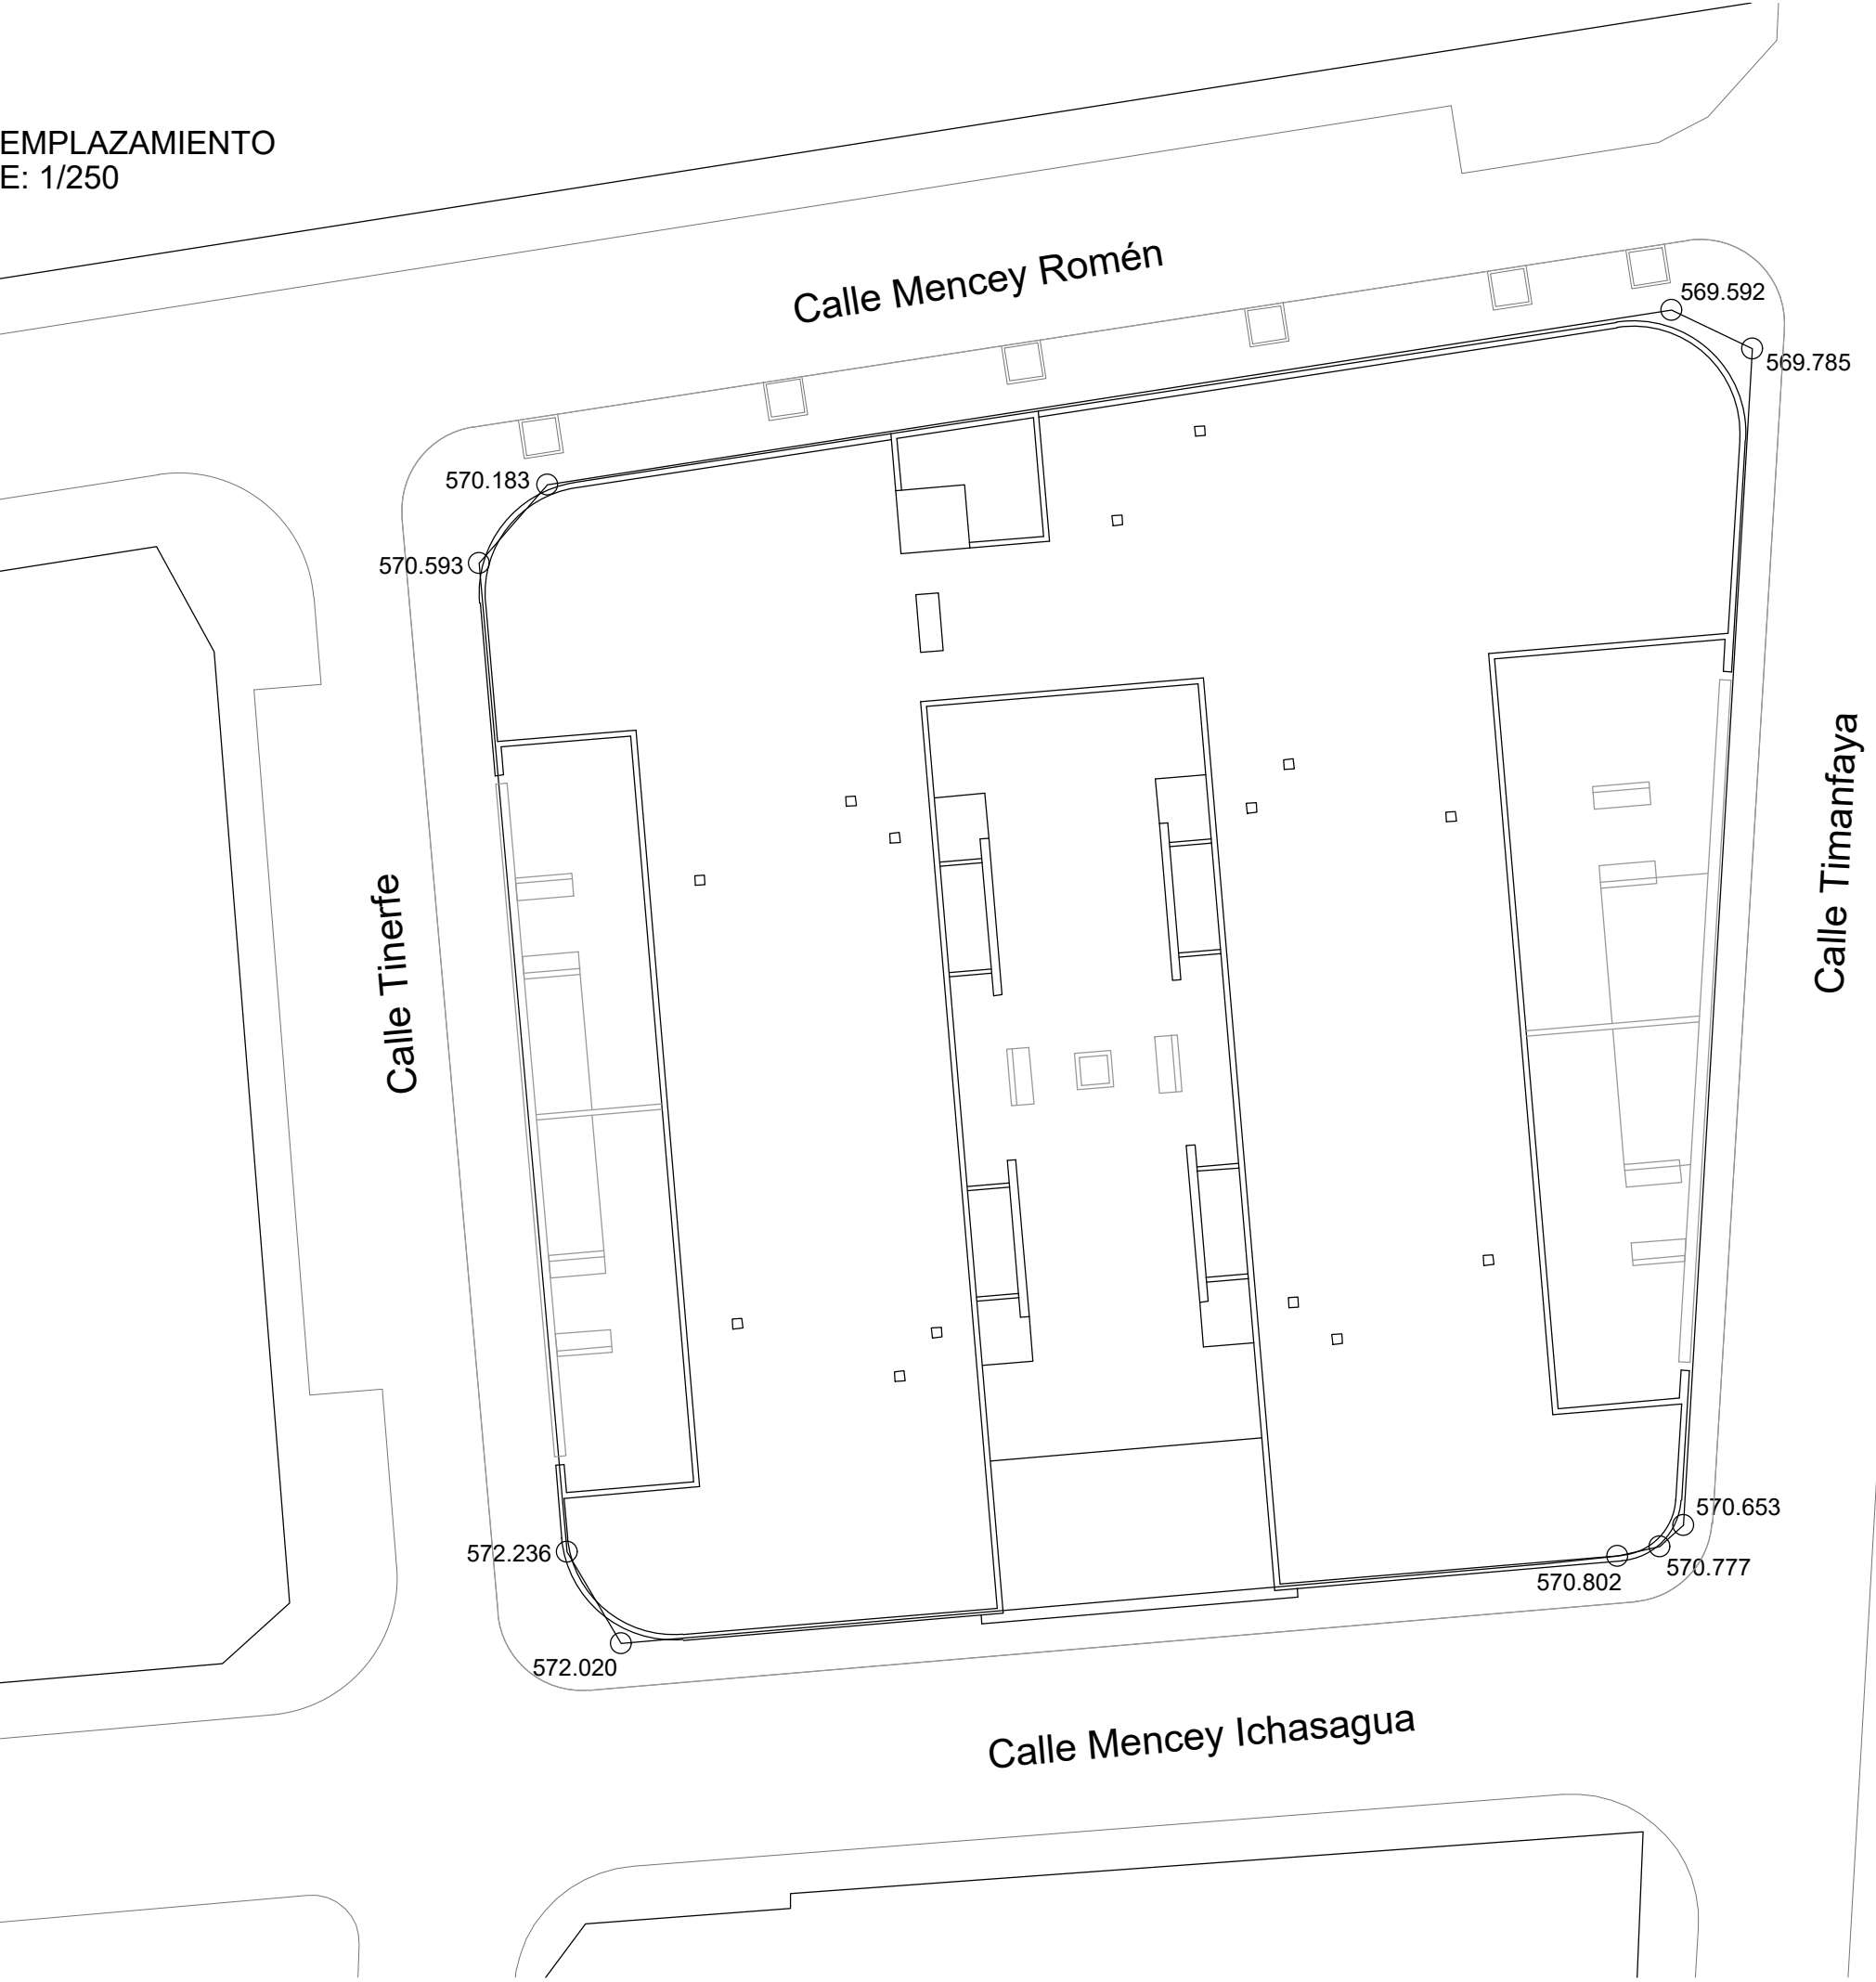 EMPLAZAMIENTO
E: 1/250
Calle Mencey Romén
569.592
569.785
570.183
570.593
Calle Timanfaya
Calle Tinerfe
570.653
572.236
570.777
570.802
572.020
Calle Mencey Ichasagua